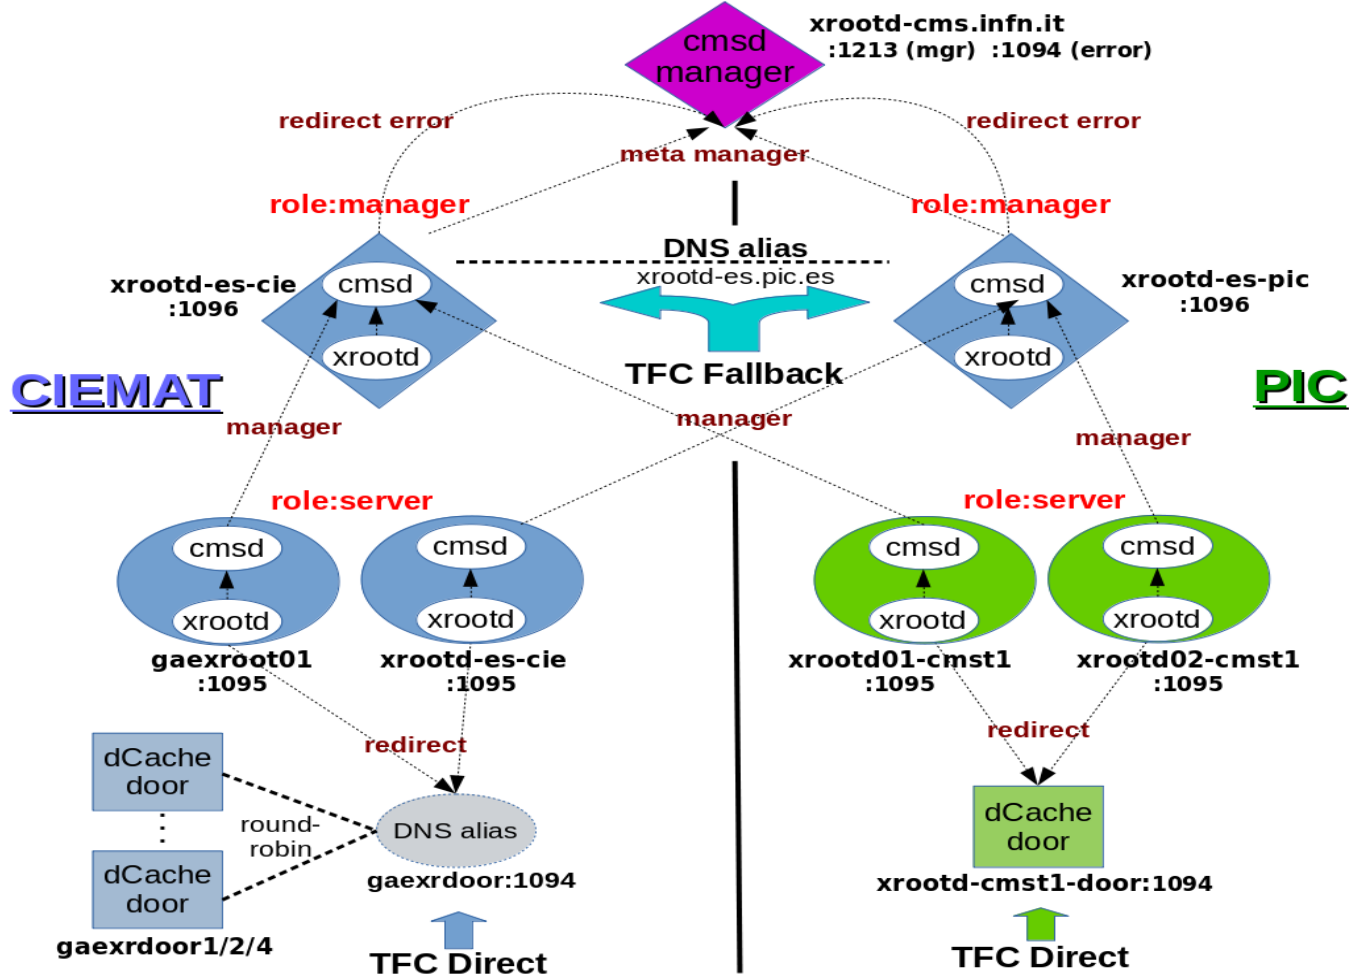 cmsd
manager
xrootd-cms.infn.it
:1213 (mgr)  :1094 (error)
redirect error
redirect error
meta manager
role:manager
role:manager
DNS alias
xrootd-es.pic.es
xrootd-es-cie
:1096
cmsd
xrootd
cmsd
xrootd
xrootd-es-pic
:1096
TFC Fallback
CIEMAT
PIC
manager
manager
manager
role:server
role:server
cmsd
xrootd
cmsd
xrootd
cmsd
xrootd
cmsd
xrootd
gaexroot01
:1095
xrootd-es-cie
:1095
xrootd01-cmst1
:1095
xrootd02-cmst1
:1095
redirect
redirect
dCache
door
round-
robin
DNS alias
dCache
door
dCache
door
gaexrdoor:1094
xrootd-cmst1-door:1094
gaexrdoor1/2/4
TFC Direct
TFC Direct